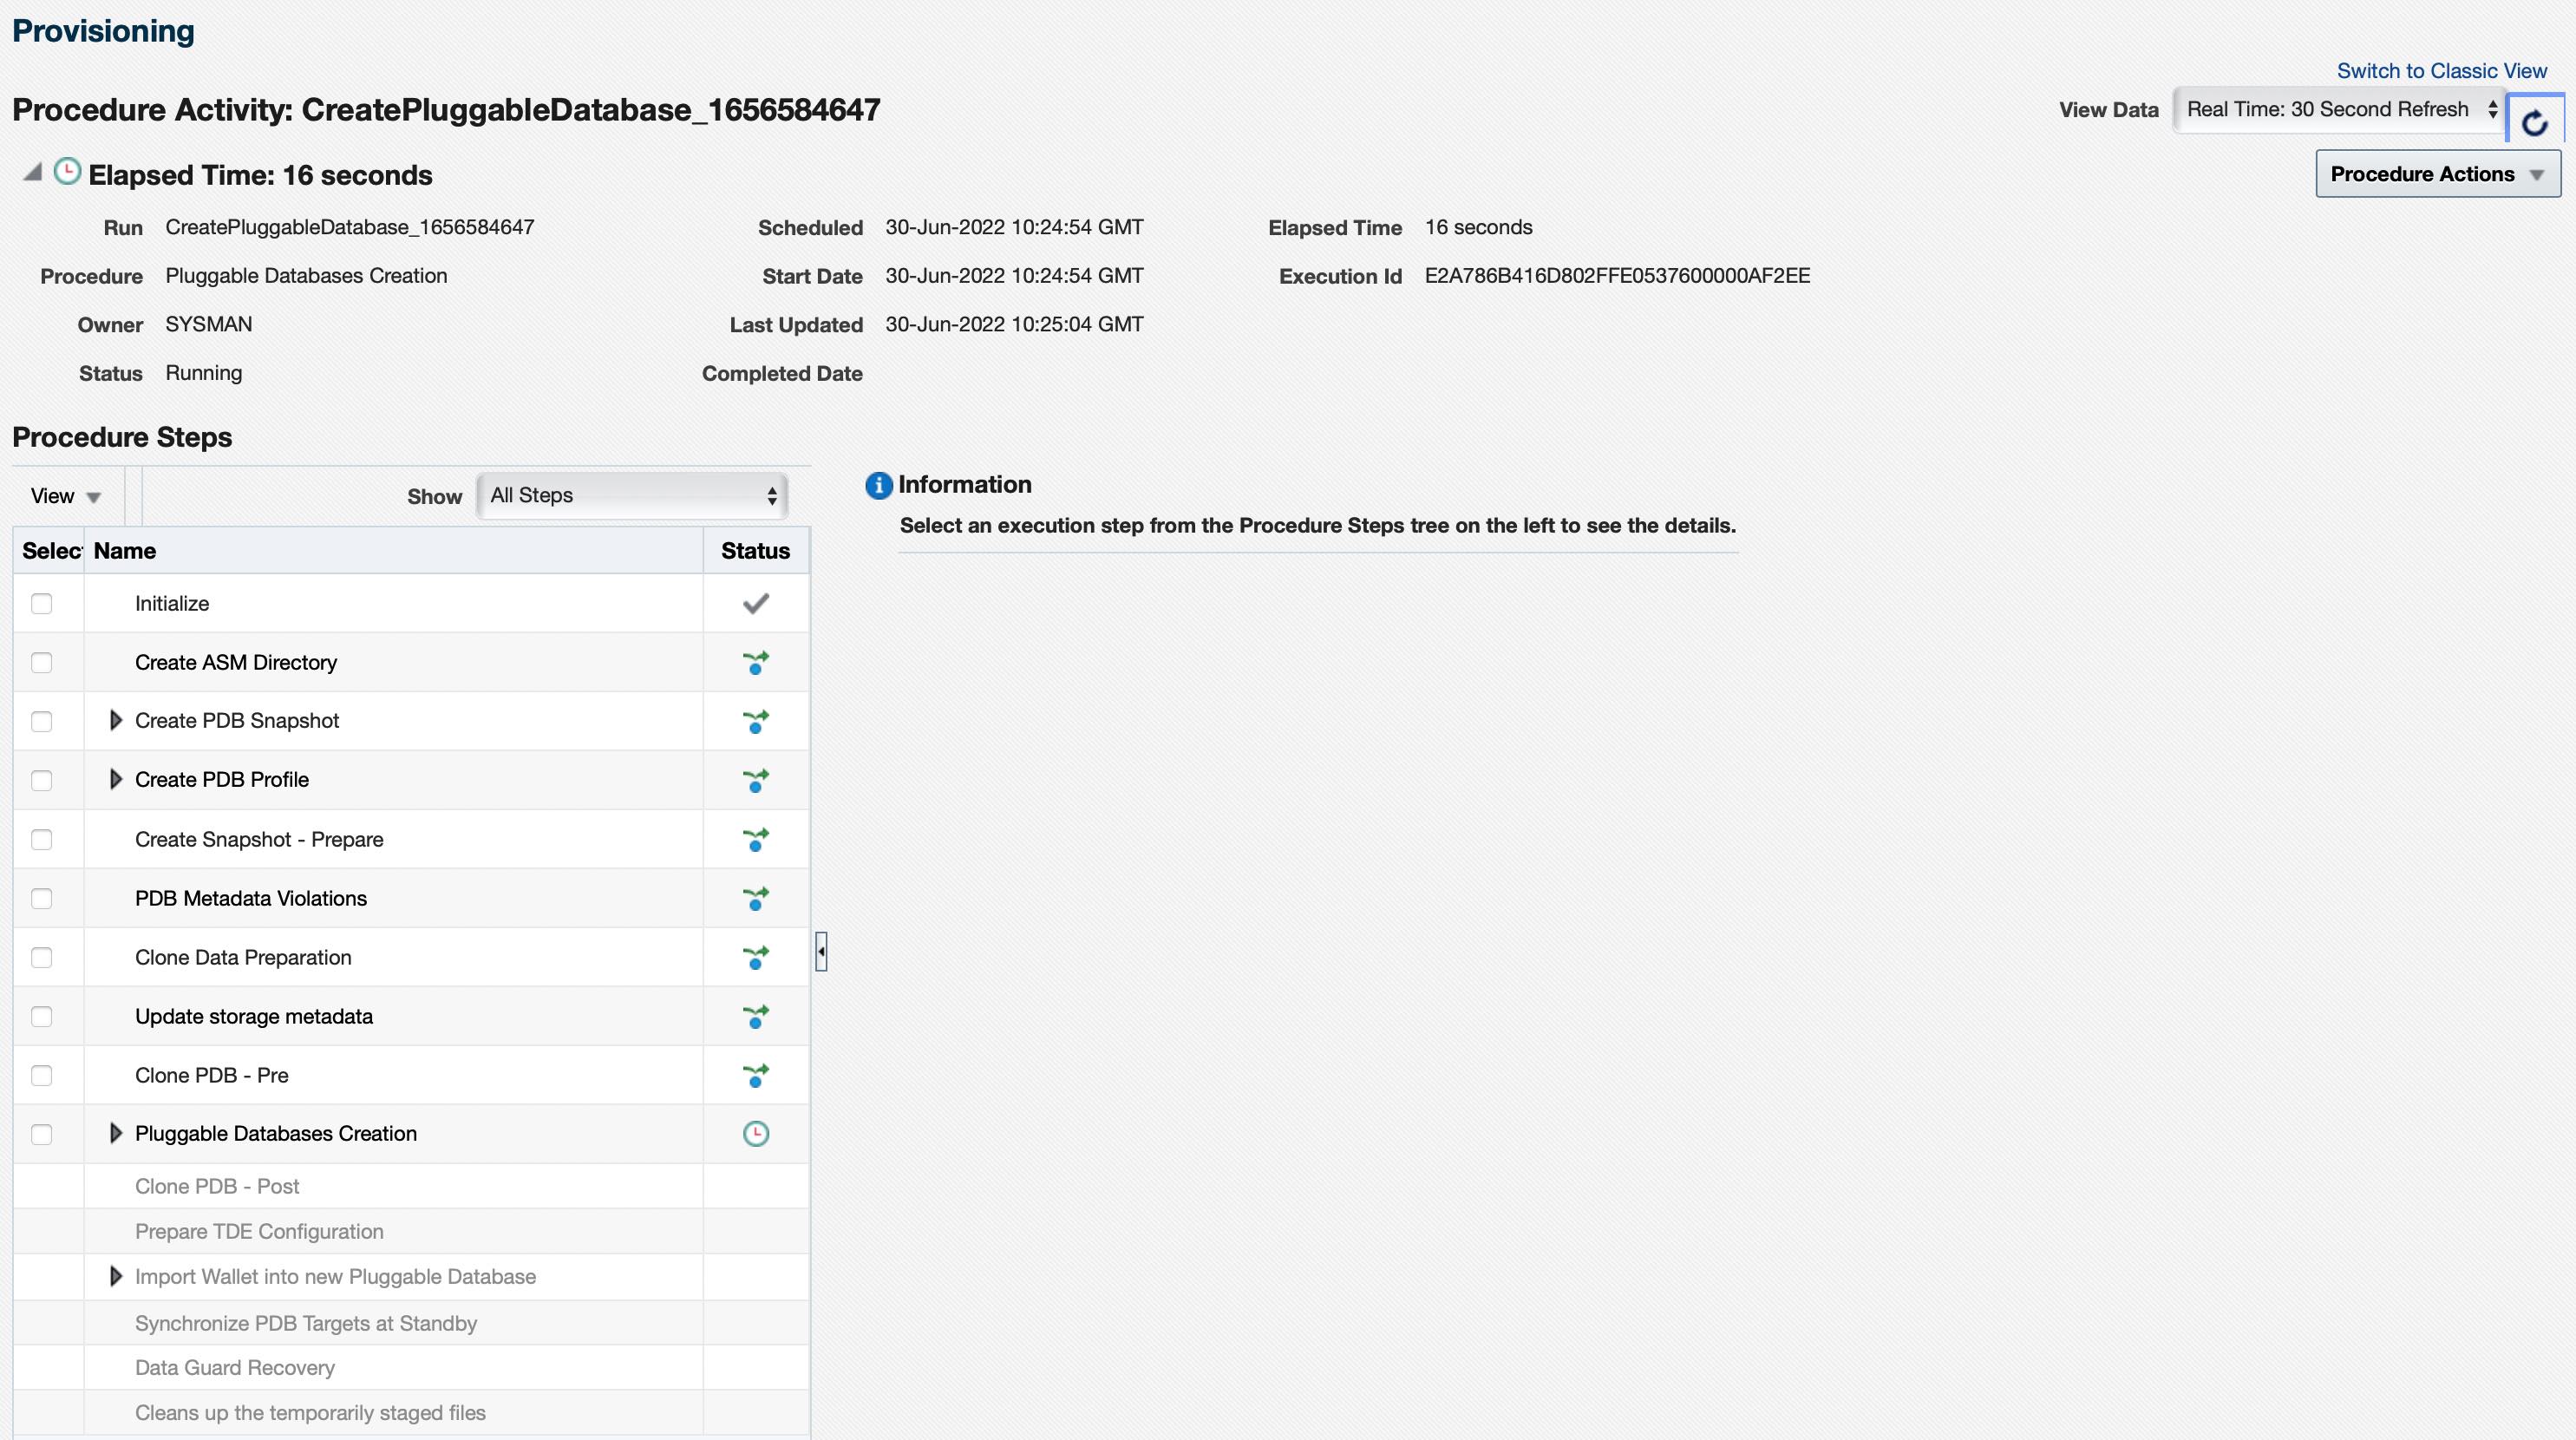 Provisioning
Switch to Classic View
Procedure Activity: CreatePluggableDatabase_1656584647
View Data Real Time: 30 Second Refresh
Elapsed Time: 16 seconds
Procedure Actions
Run CreatePluggableDatabase_1656584647 Scheduled 30-Jun-2022 10:24:54 GMT Elapsed Time 16 seconds
Procedure Pluggable Databases Creation Start Date 30-Jun-2022 10:24:54 GMT Execution Id E2A786B416D802FFE0537600000AF2EE
Owner SYSMAN Last Updated 30-Jun-2022 10:25:04 GMT
Status Running Completed Date
Procedure Steps
View Show All Steps
Information
Select an execution step from the Procedure Steps tree on the left to see the details.
Selec Name Status
Initialize
Create ASM Directory
Create PDB Snapshot
Create PDB Profile
Create Snapshot - Prepare
PDB Metadata Violations
Clone Data Preparation
Update storage metadata
Clone PDB - Pre
Pluggable Databases Creation
Clone PDB - Post
Prepare TDE Configuration
Import Wallet into new Pluggable Database
Synchronize PDB Targets at Standby
Data Guard Recovery
Cleans up the temporarily staged files